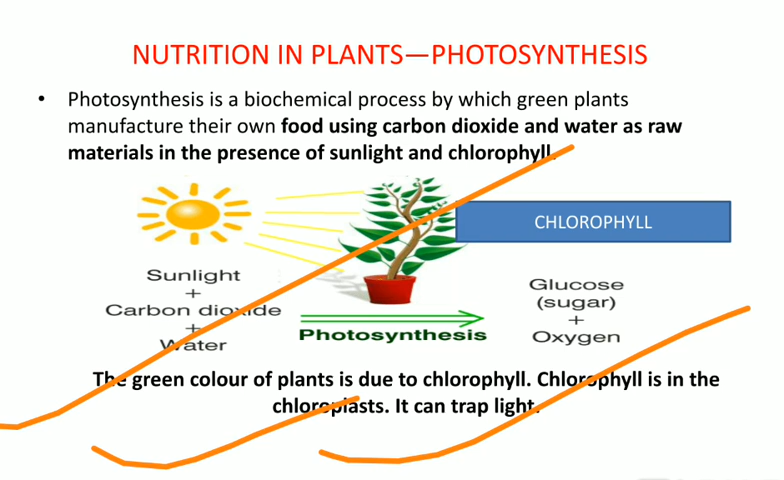 NUTRITION IN PLANTS—PHOTOSYNTHESIS
• Photosynthesis is a biochemical process by which green plants
manufacture their own food using carbon dioxide and water as raw
materials in the presence of sunlight and chlorophyll.
CHLOROPHYLL
Sunlight
+
Carbon dioxide
+
Water
Photosynthesis
Glucose
(sugar)
+
Oxygen
The green colour of plants is due to chlorophyll. Chlorophyll is in the
chloroplasts. It can trap light.